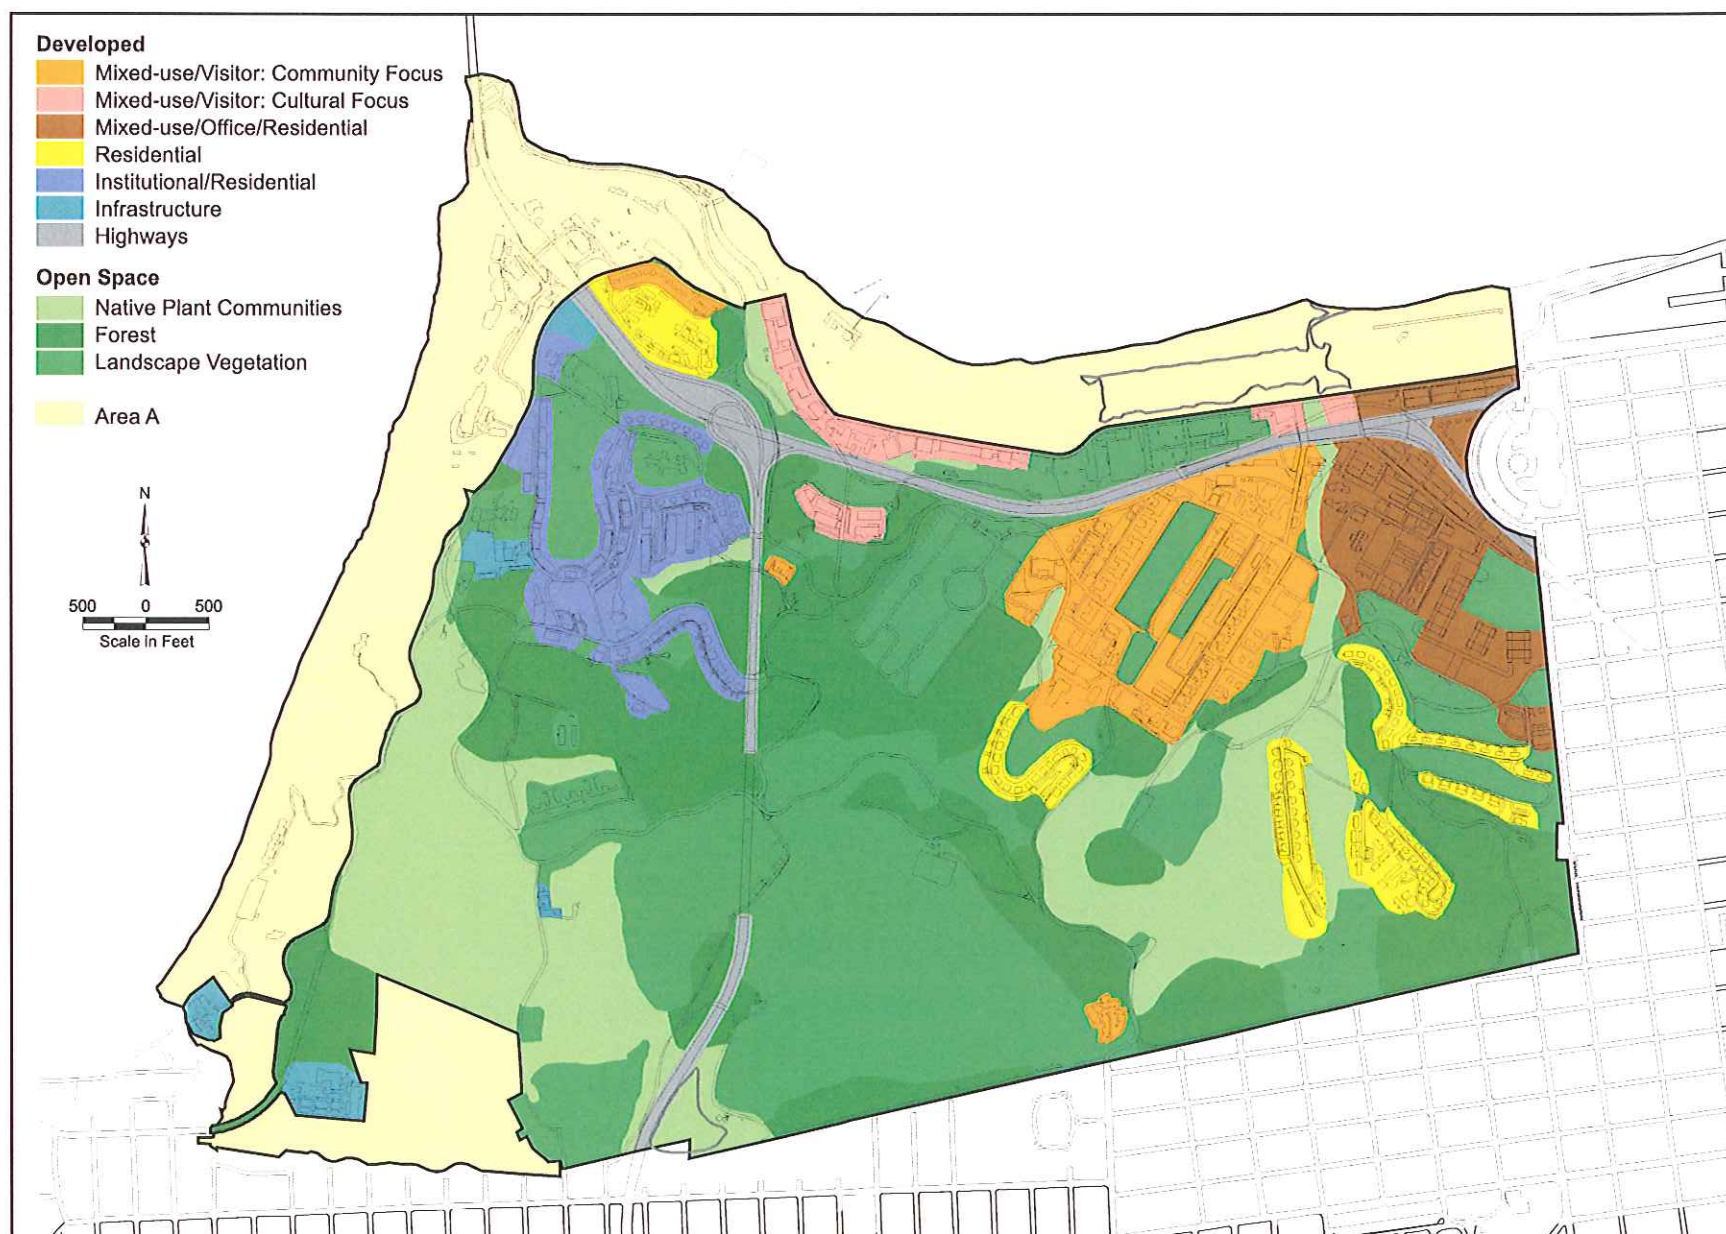 Developed
Mixed-use/Visitor: Community Focus
Mixed-use/Visitor: Cultural Focus
Mixed-use/Office/Residential
Residential
Institutional/Residential
Infrastructure
Highways
Open Space
Native Plant Communities
Forest
Landscape Vegetation
Area A
N
500 0 500
Scale in Feet